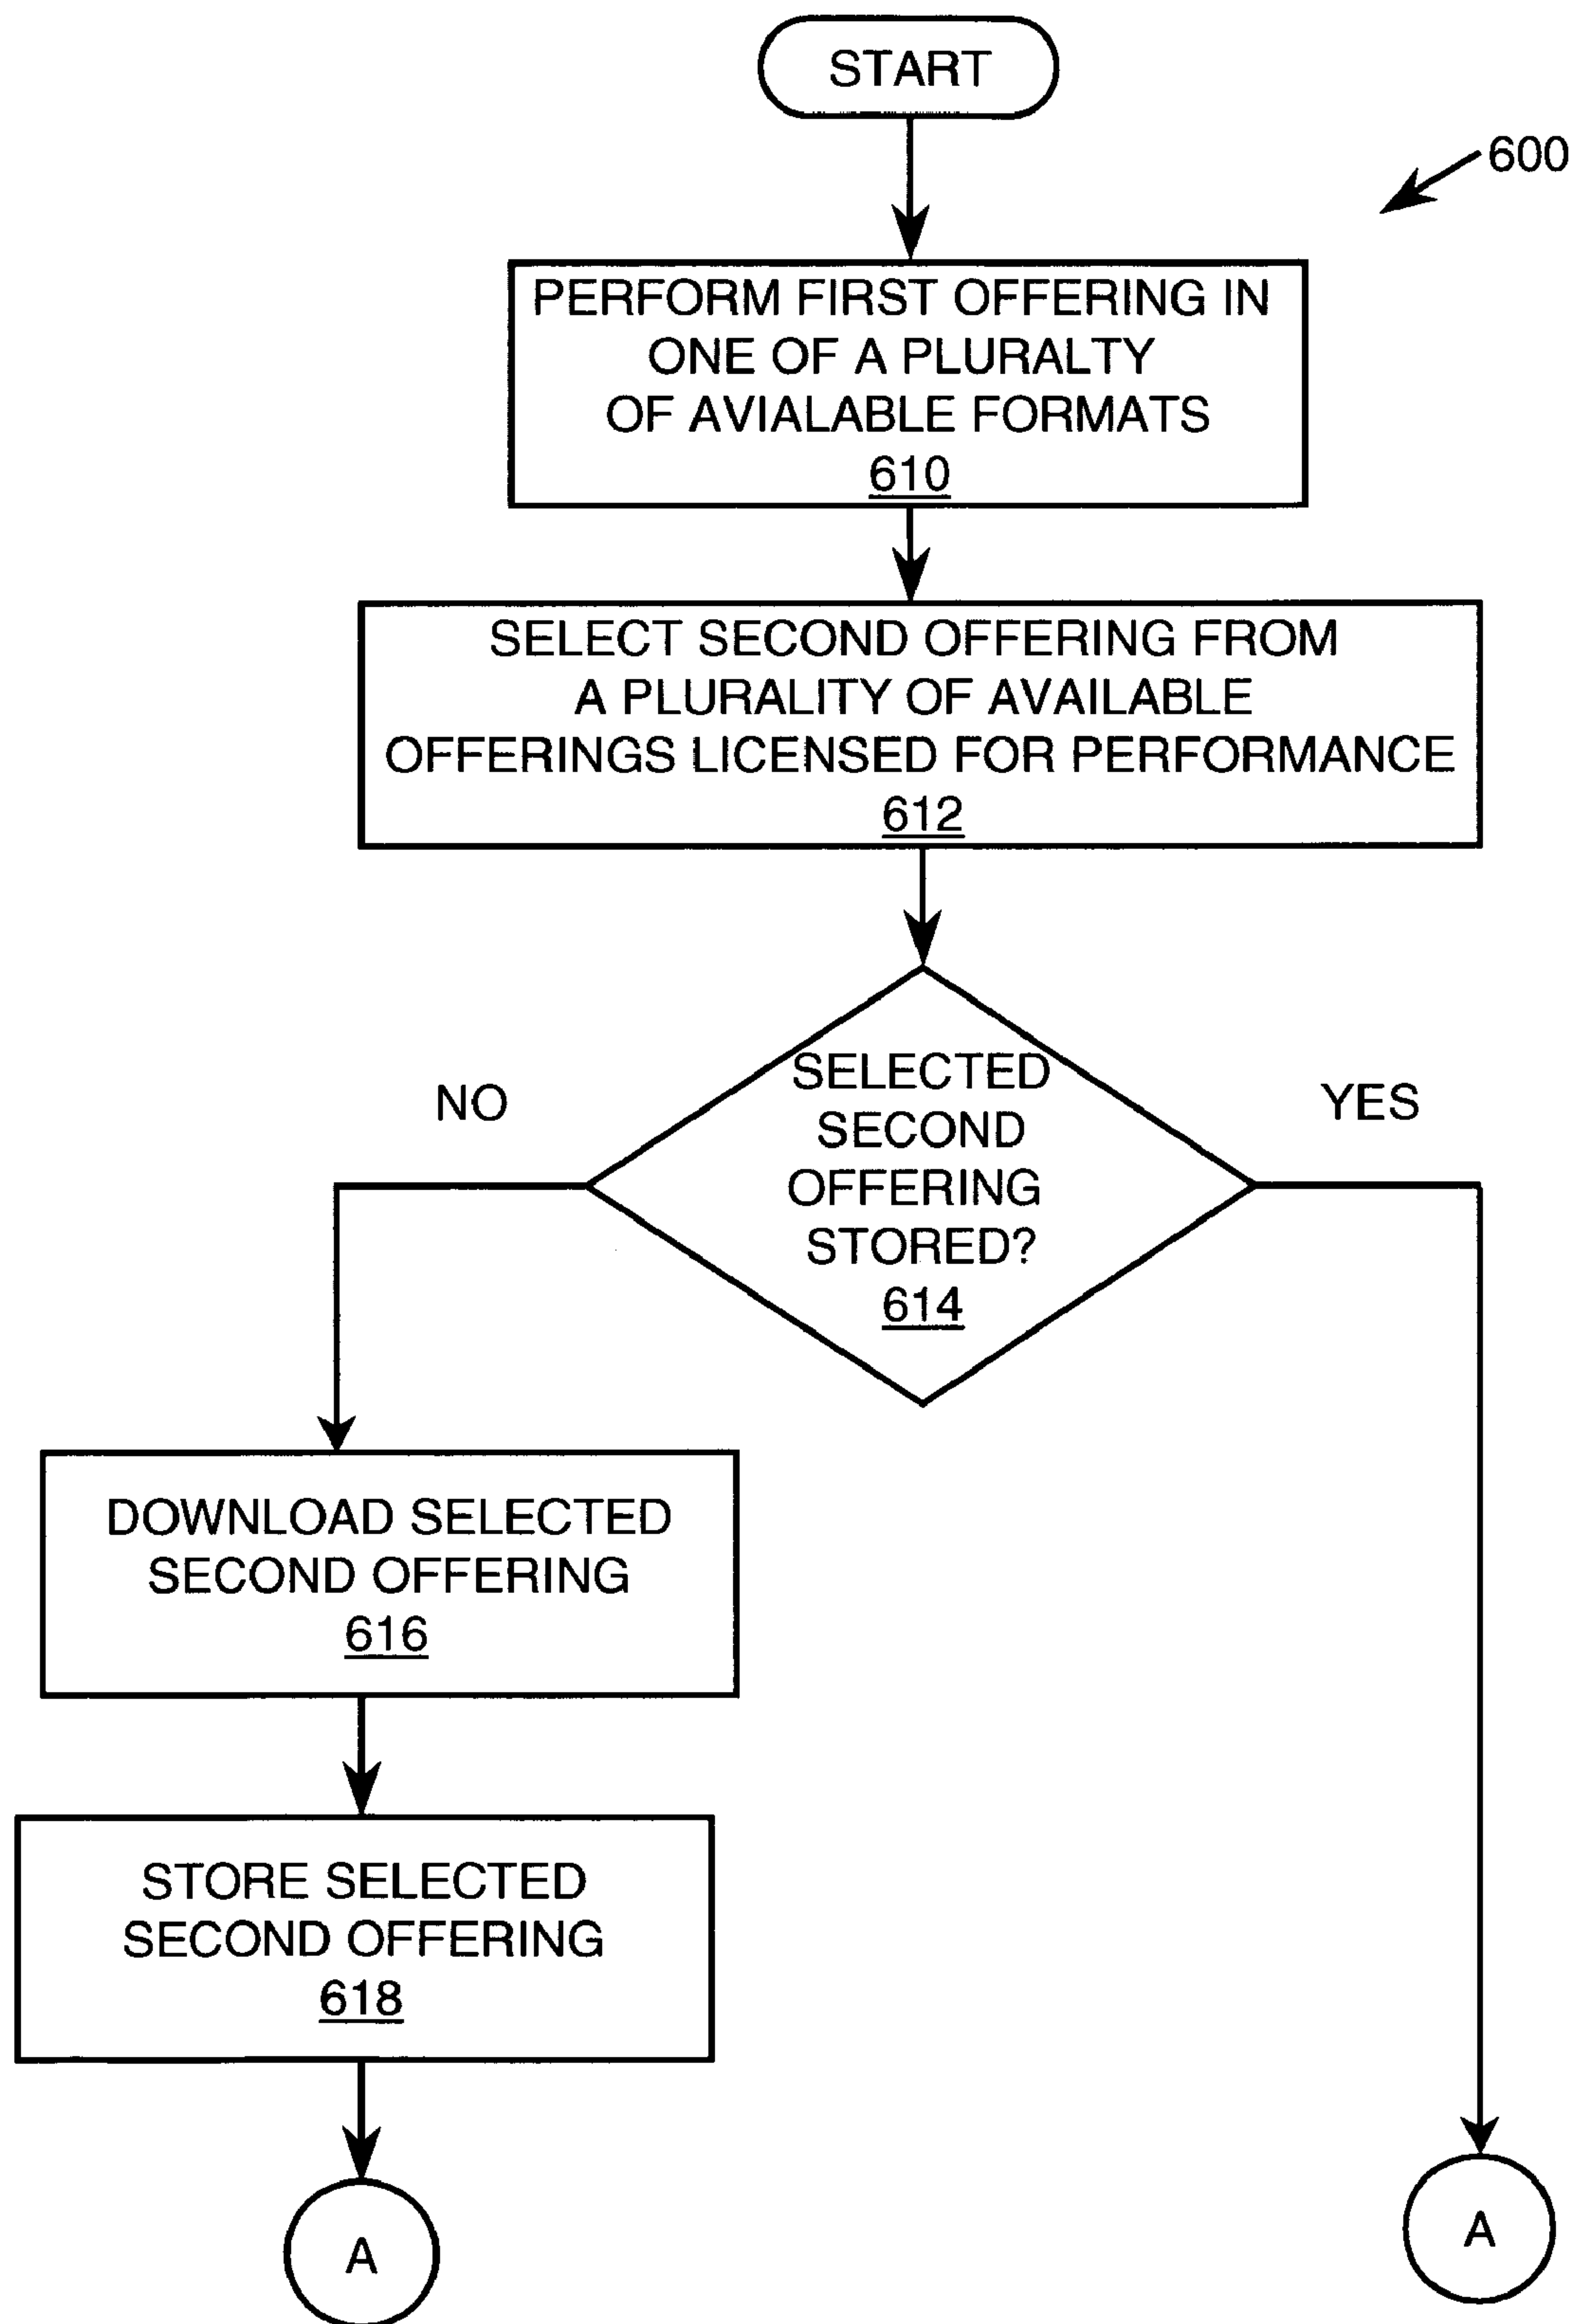 START
600
PERFORM FIRST OFFERING IN
ONE OF A PLURALTY
OF AVIALABLE FORMATS
610
SELECT SECOND OFFERING FROM
A PLURALITY OF AVAILABLE
OFFERINGS LICENSED FOR PERFORMANCE
612
NO
YES
SELECTED
SECOND
OFFERING
STORED?
614
DOWNLOAD SELECTED
SECOND OFFERING
616
STORE SELECTED
SECOND OFFERING
618
A
A